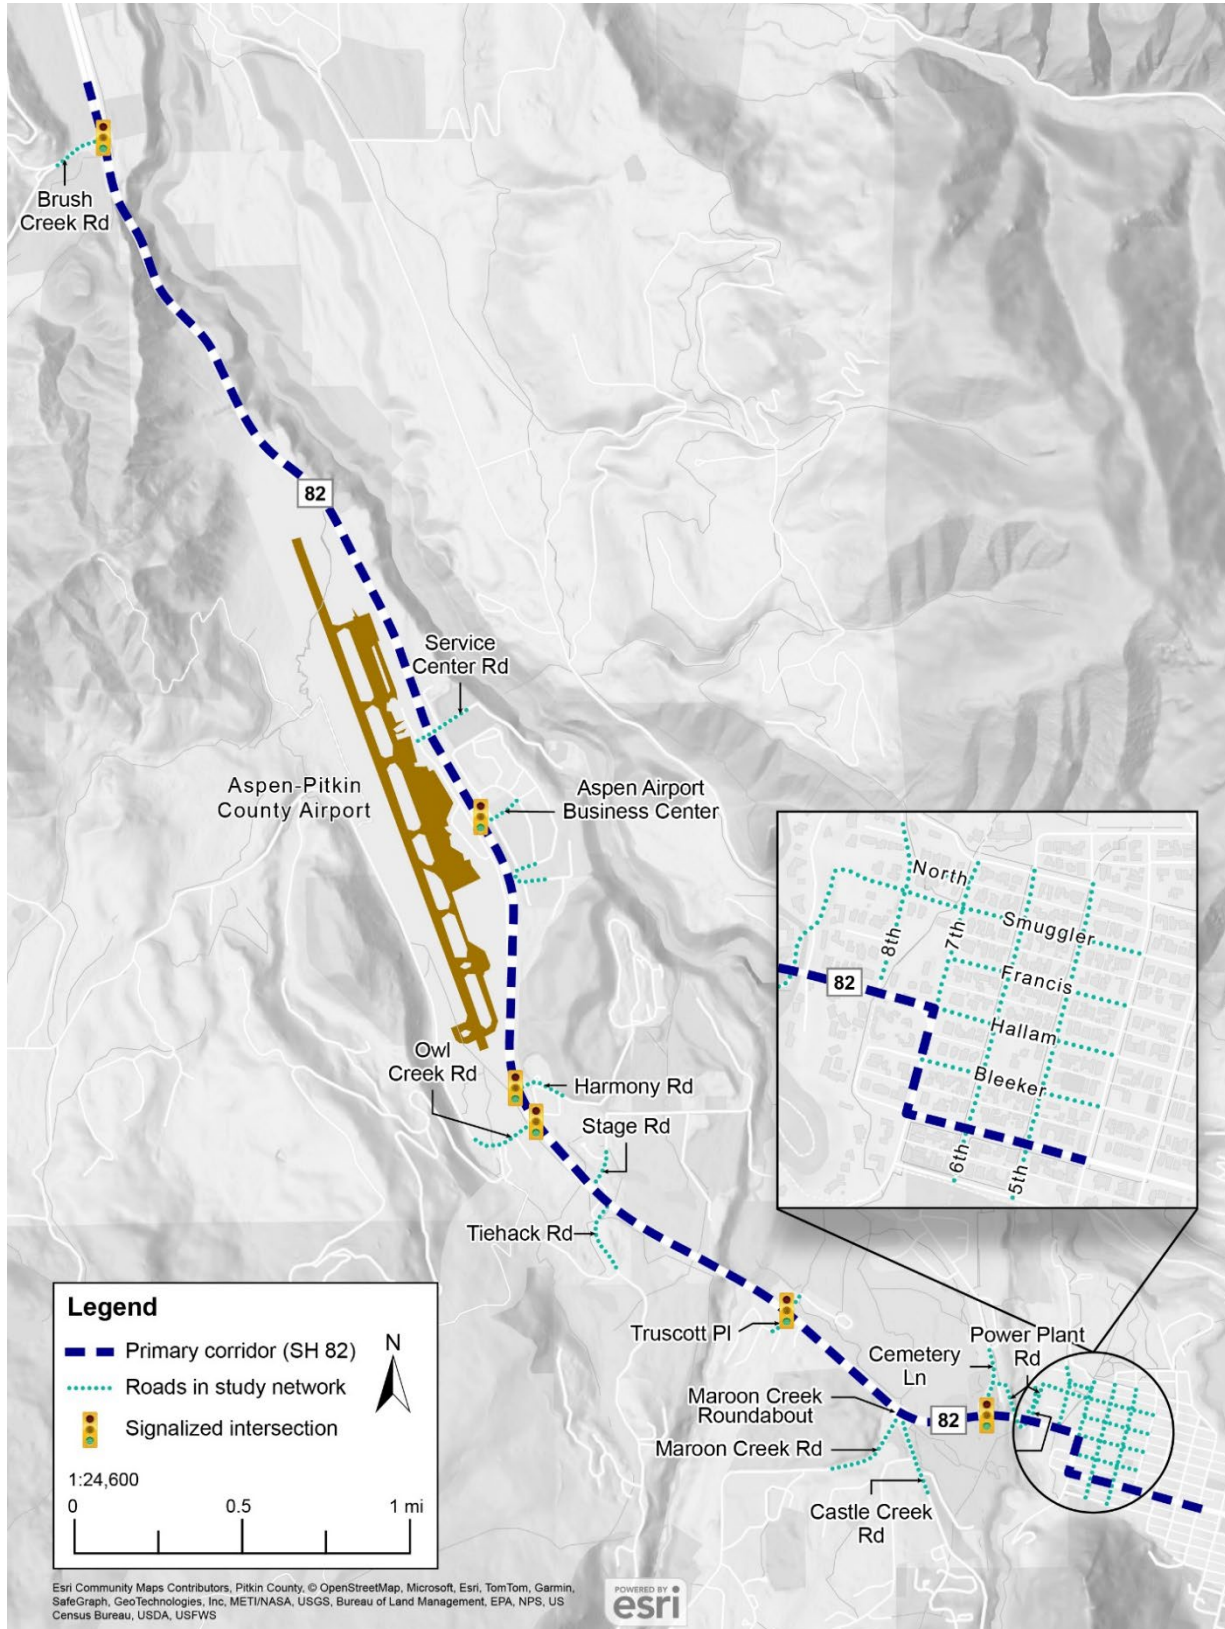 Brush
Creek Rd
82
Service
Center Rd
Aspen-Pitkin
County Airport
Aspen Airport
Business Center
North
Smuggler
8th
7th
82
Francis
Hallam
Bleeker
6th
5th
Owl
Creek Rd
Harmony Rd
Stage Rd
Tiehack Rd
Truscott Pl
Power Plant
Rd
Cemetery
Ln
Maroon Creek
Roundabout
82
Maroon Creek Rd
Castle Creek
Rd
Legend
Primary corridor (SH 82)
Roads in study network
Signalized intersection
N
1:24,600
0 0.5 1 mi
Esri Community Maps Contributors, Pitkin County, © OpenStreetMap, Microsoft, Esri, TomTom, Garmin,
SafeGraph, GeoTechnologies, Inc, METI/NASA, USGS, Bureau of Land Management, EPA, NPS, US
Census Bureau, USDA, USFWS
POWERED BY
esri